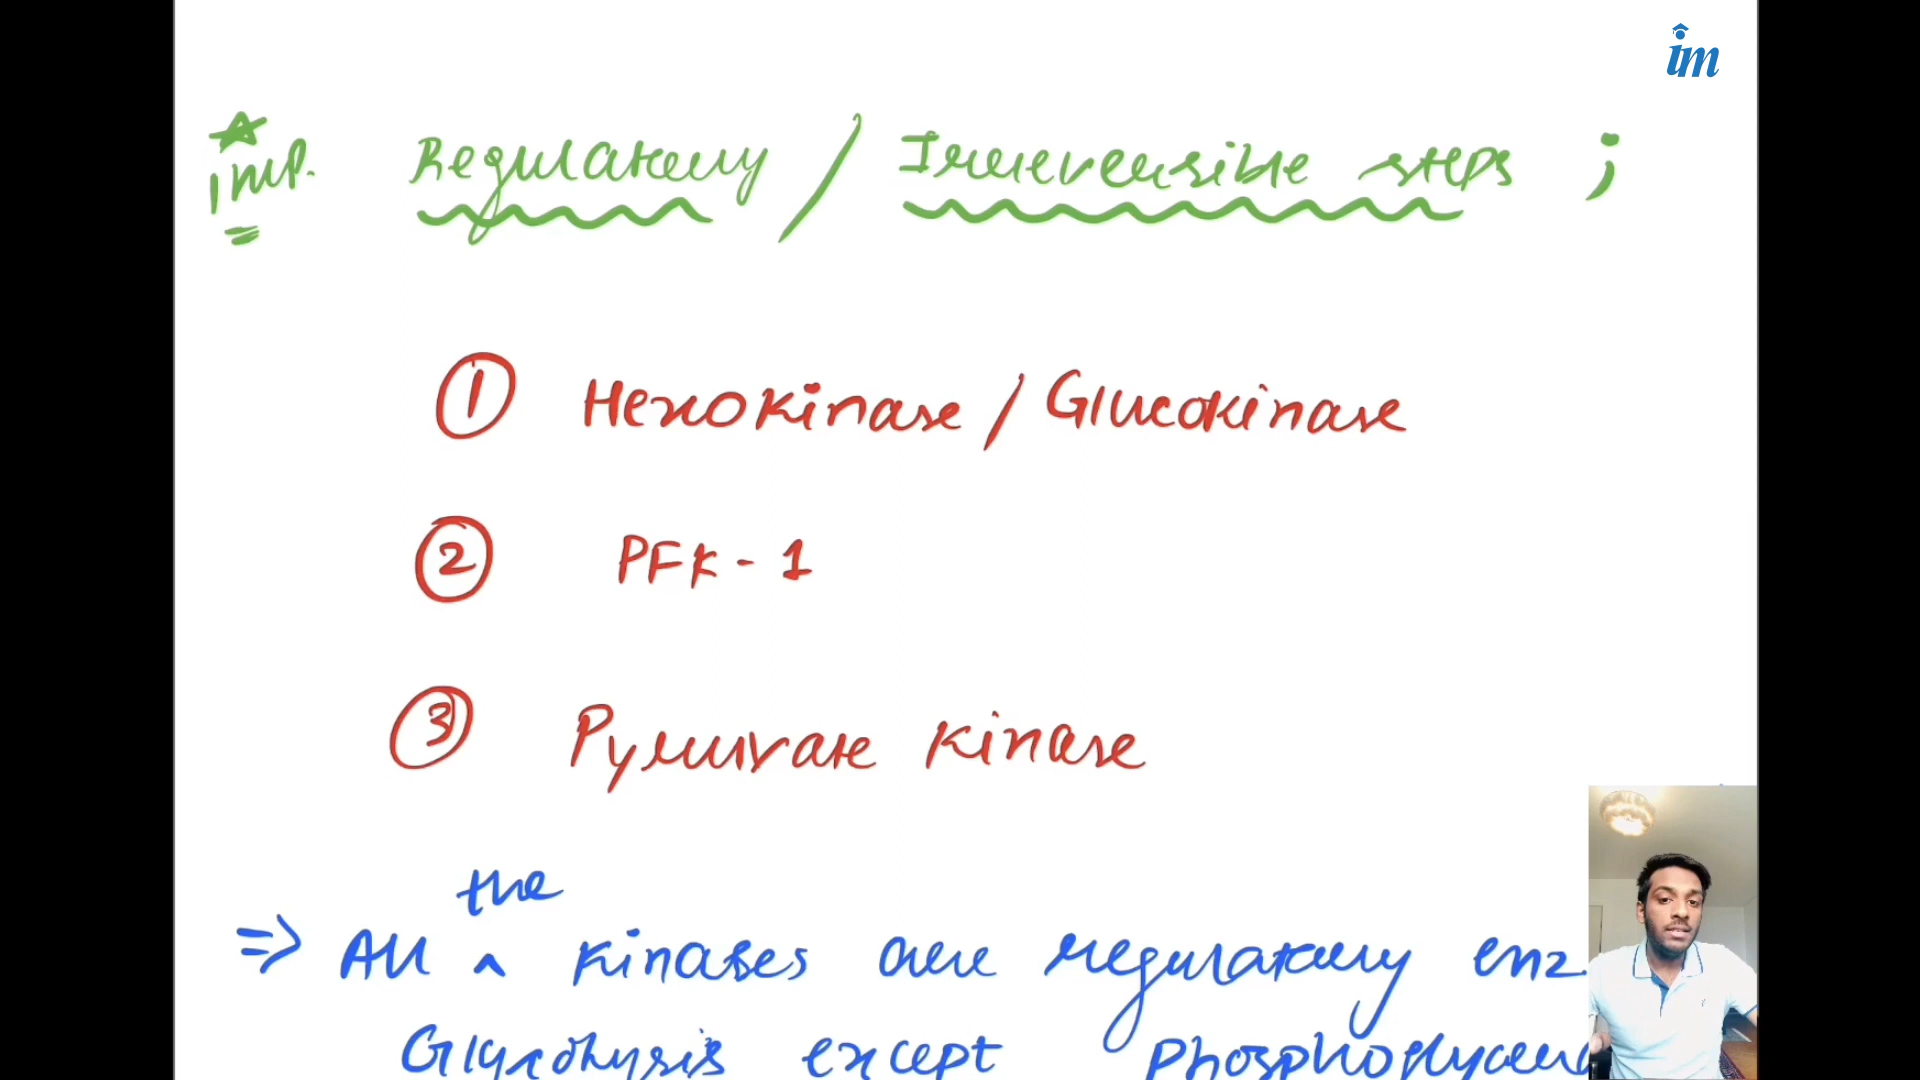 im
imp. Regulatory / Irreversible steps ;
1 Hexokinase / Glucokinase
2 PFK - 1
3 Pyruvate kinase
the
⇒ All ^ kinases are regulatory enz
Glycolysis except Phosphoglycera